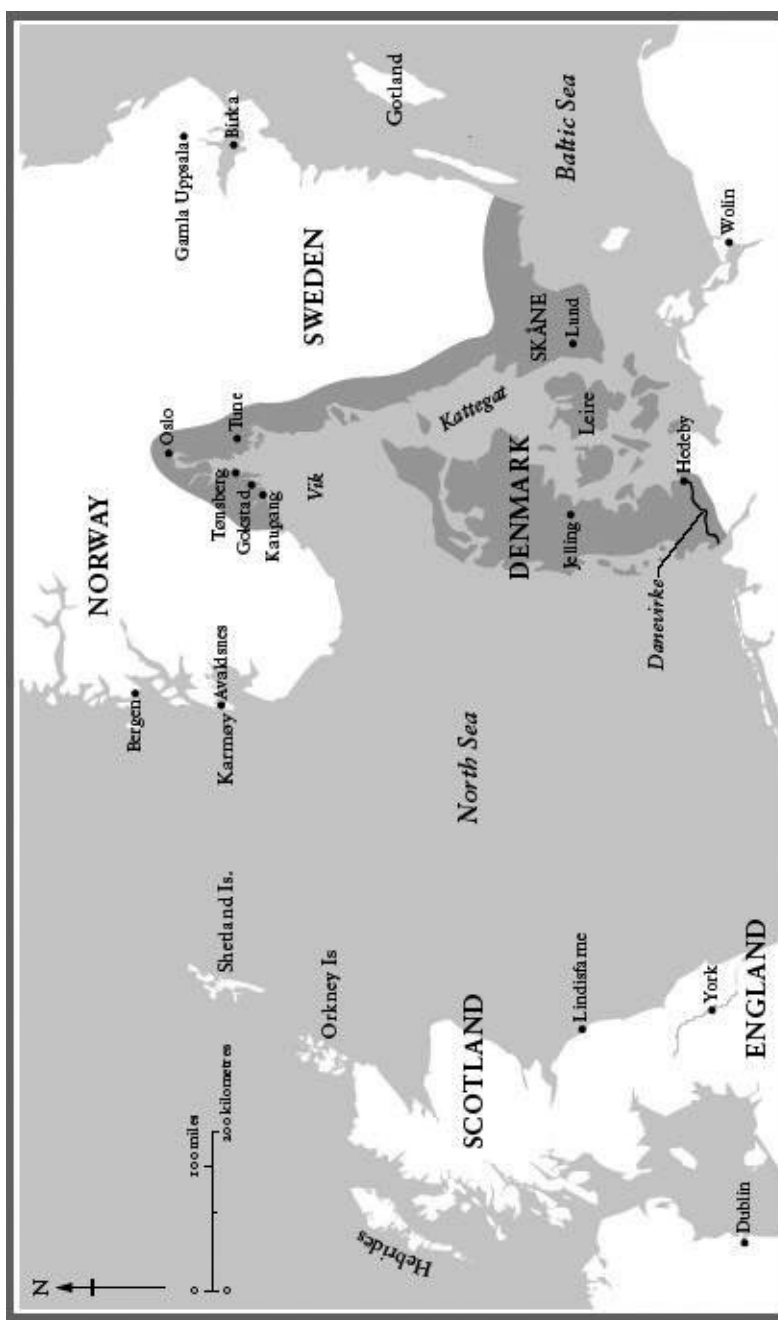 N
0
100 miles
0
200 kilometres
Shetland Is.
Orkney Is
Hebrides
SCOTLAND
Lindisfarne
York
ENGLAND
Dublin
North Sea
NORWAY
Bergen
Karmøy
Avaldsnes
Oslo
Tønsberg
Tune
Gokstad
Kaupang
Vik
SWEDEN
Gamla Uppsala
Birka
Gotland
Baltic Sea
Kattegat
SKÅNE
Lund
DENMARK
Jelling
Leire
Hedeby
Danevirke
Wolin